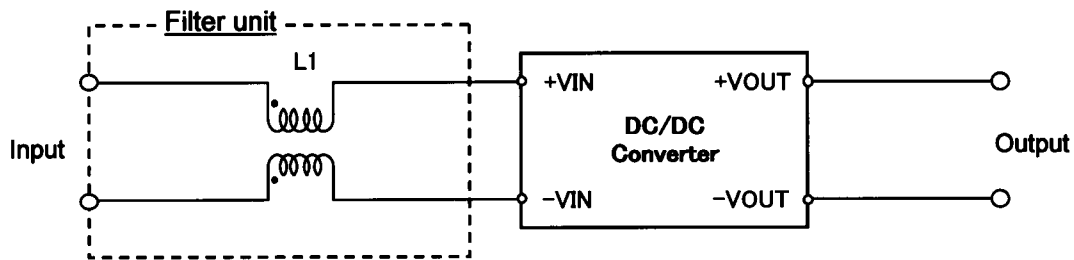 Filter unit
L1
Input
+VIN
-VIN
DC/DC
Converter
+VOUT
-VOUT
Output